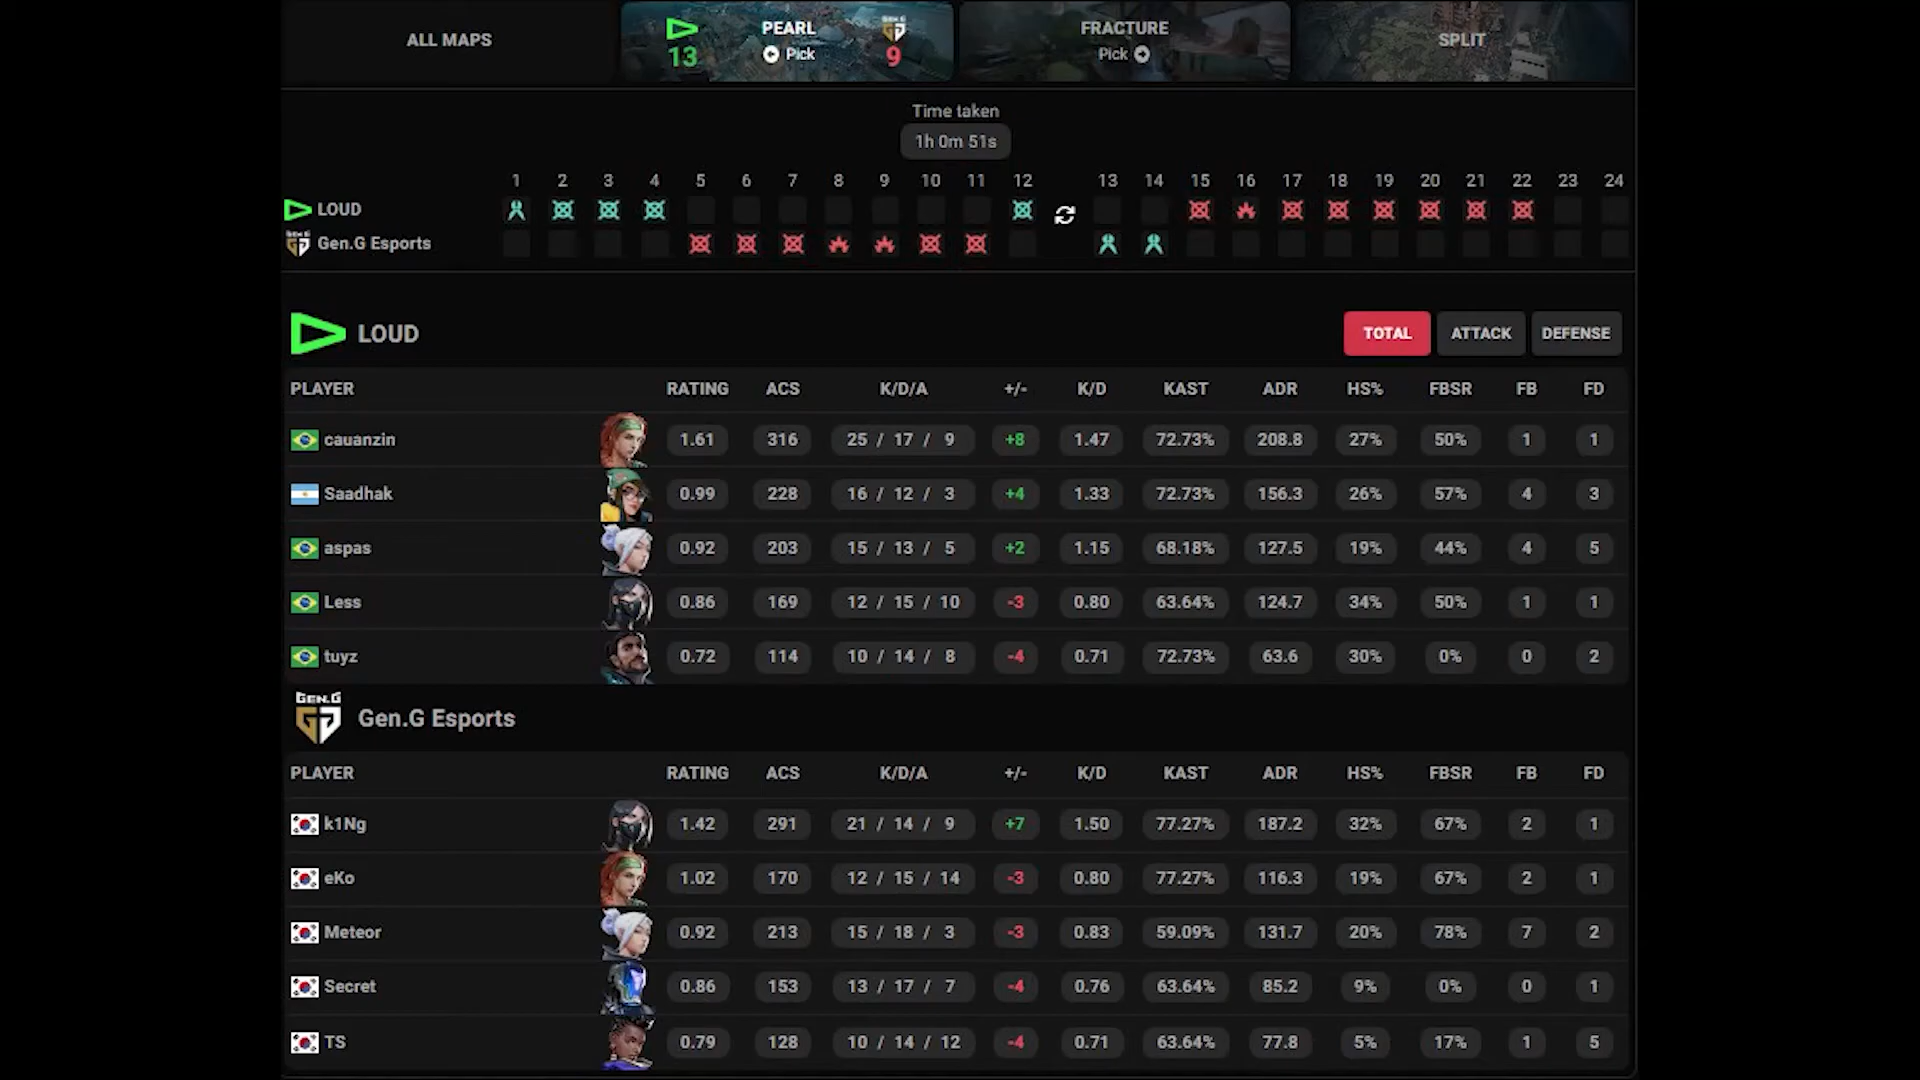 ALL MAPS
13 PEARL 9
Pick
FRACTURE
Pick
SPLIT
Time taken
1h 0m 51s
1 2 3 4 5 6 7 8 9 10 11 12 13 14 15 16 17 18 19 20 21 22 23 24
LOUD
Gen.G Esports
LOUD
TOTAL ATTACK DEFENSE
PLAYER RATING ACS K/D/A +/- K/D KAST ADR HS% FBSR FB FD
cauanzin 1.61 316 25 / 17 / 9 +8 1.47 72.73% 208.8 27% 50% 1 1
Saadhak 0.99 228 16 / 12 / 3 +4 1.33 72.73% 156.3 26% 57% 4 3
aspas 0.92 203 15 / 13 / 5 +2 1.15 68.18% 127.5 19% 44% 4 5
Less 0.86 169 12 / 15 / 10 -3 0.80 63.64% 124.7 34% 50% 1 1
tuyz 0.72 114 10 / 14 / 8 -4 0.71 72.73% 63.6 30% 0% 0 2
GEN.G
Gen.G Esports
PLAYER RATING ACS K/D/A +/- K/D KAST ADR HS% FBSR FB FD
k1Ng 1.42 291 21 / 14 / 9 +7 1.50 77.27% 187.2 32% 67% 2 1
eKo 1.02 170 12 / 15 / 14 -3 0.80 77.27% 116.3 19% 67% 2 1
Meteor 0.92 213 15 / 18 / 3 -3 0.83 59.09% 131.7 20% 78% 7 2
Secret 0.86 153 13 / 17 / 7 -4 0.76 63.64% 85.2 9% 0% 0 1
TS 0.79 128 10 / 14 / 12 -4 0.71 63.64% 77.8 5% 17% 1 5